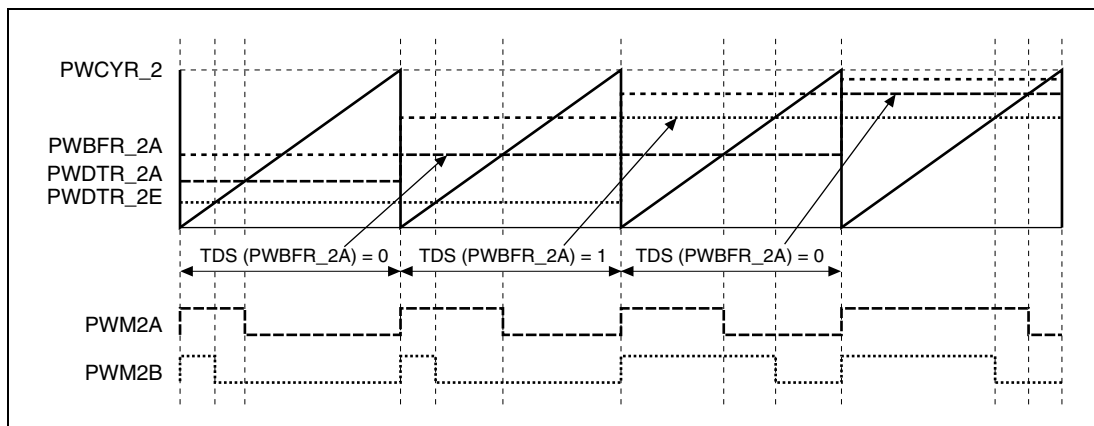 PWCYR_2
PWBFR_2A
PWDTR_2A
PWDTR_2E
TDS (PWBFR_2A) = 0
TDS (PWBFR_2A) = 1
TDS (PWBFR_2A) = 0
PWM2A
PWM2B